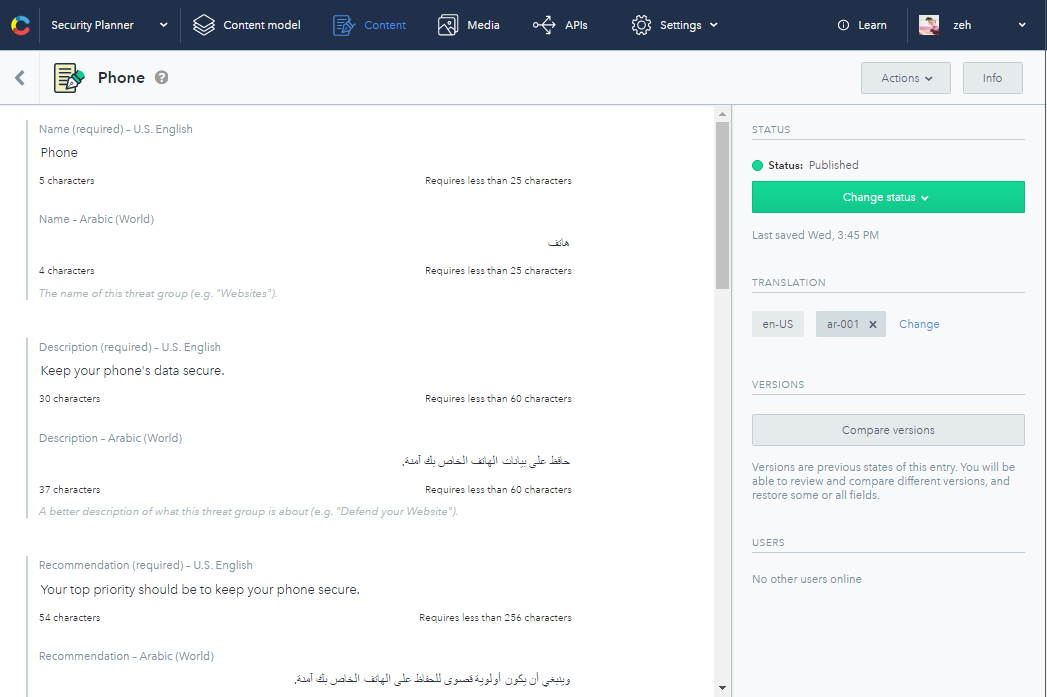 Security Planner
Content model
Content
Media
APIs
Settings
Learn
zeh
Phone
Actions
Info
Name (required) – U.S. English
Phone
5 characters
Requires less than 25 characters
Name – Arabic (World)
هاتف
4 characters
Requires less than 25 characters
The name of this threat group (e.g. "Websites").
Description (required) – U.S. English
Keep your phone's data secure.
30 characters
Requires less than 60 characters
Description – Arabic (World)
حافظ على بيانات الهاتف الخاص بك آمنة.
37 characters
Requires less than 60 characters
A better description of what this threat group is about (e.g. "Defend your Website").
Recommendation (required) – U.S. English
Your top priority should be to keep your phone secure.
54 characters
Requires less than 256 characters
Recommendation – Arabic (World)
وينبغي أن يكون أولوية قصوى للحفاظ على الهاتف الخاص بك آمنة.
STATUS
Status: Published
Change status
Last saved Wed, 3:45 PM
TRANSLATION
en-US
ar-001
Change
VERSIONS
Compare versions
Versions are previous states of this entry. You will be
able to review and compare different versions, and
restore some or all fields.
USERS
No other users online